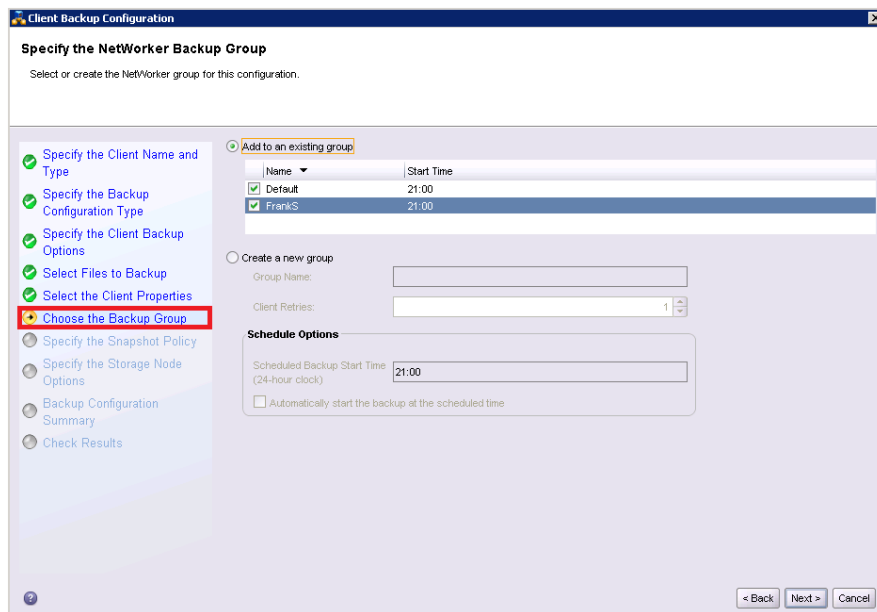 Client Backup Configuration
Specify the NetWorker Backup Group
Select or create the NetWorker group for this configuration.
Specify the Client Name and
Type
Specify the Backup
Configuration Type
Specify the Client Backup
Options
Select Files to Backup
Select the Client Properties
Choose the Backup Group
Specify the Snapshot Policy
Specify the Storage Node
Options
Backup Configuration
Summary
Check Results
Add to an existing group
Name Start Time
Default 21:00
FrankS 21:00
Create a new group
Group Name:
Client Retries: 1
Schedule Options
Scheduled Backup Start Time
(24-hour clock)
21:00
Automatically start the backup at the scheduled time
? < Back Next > Cancel